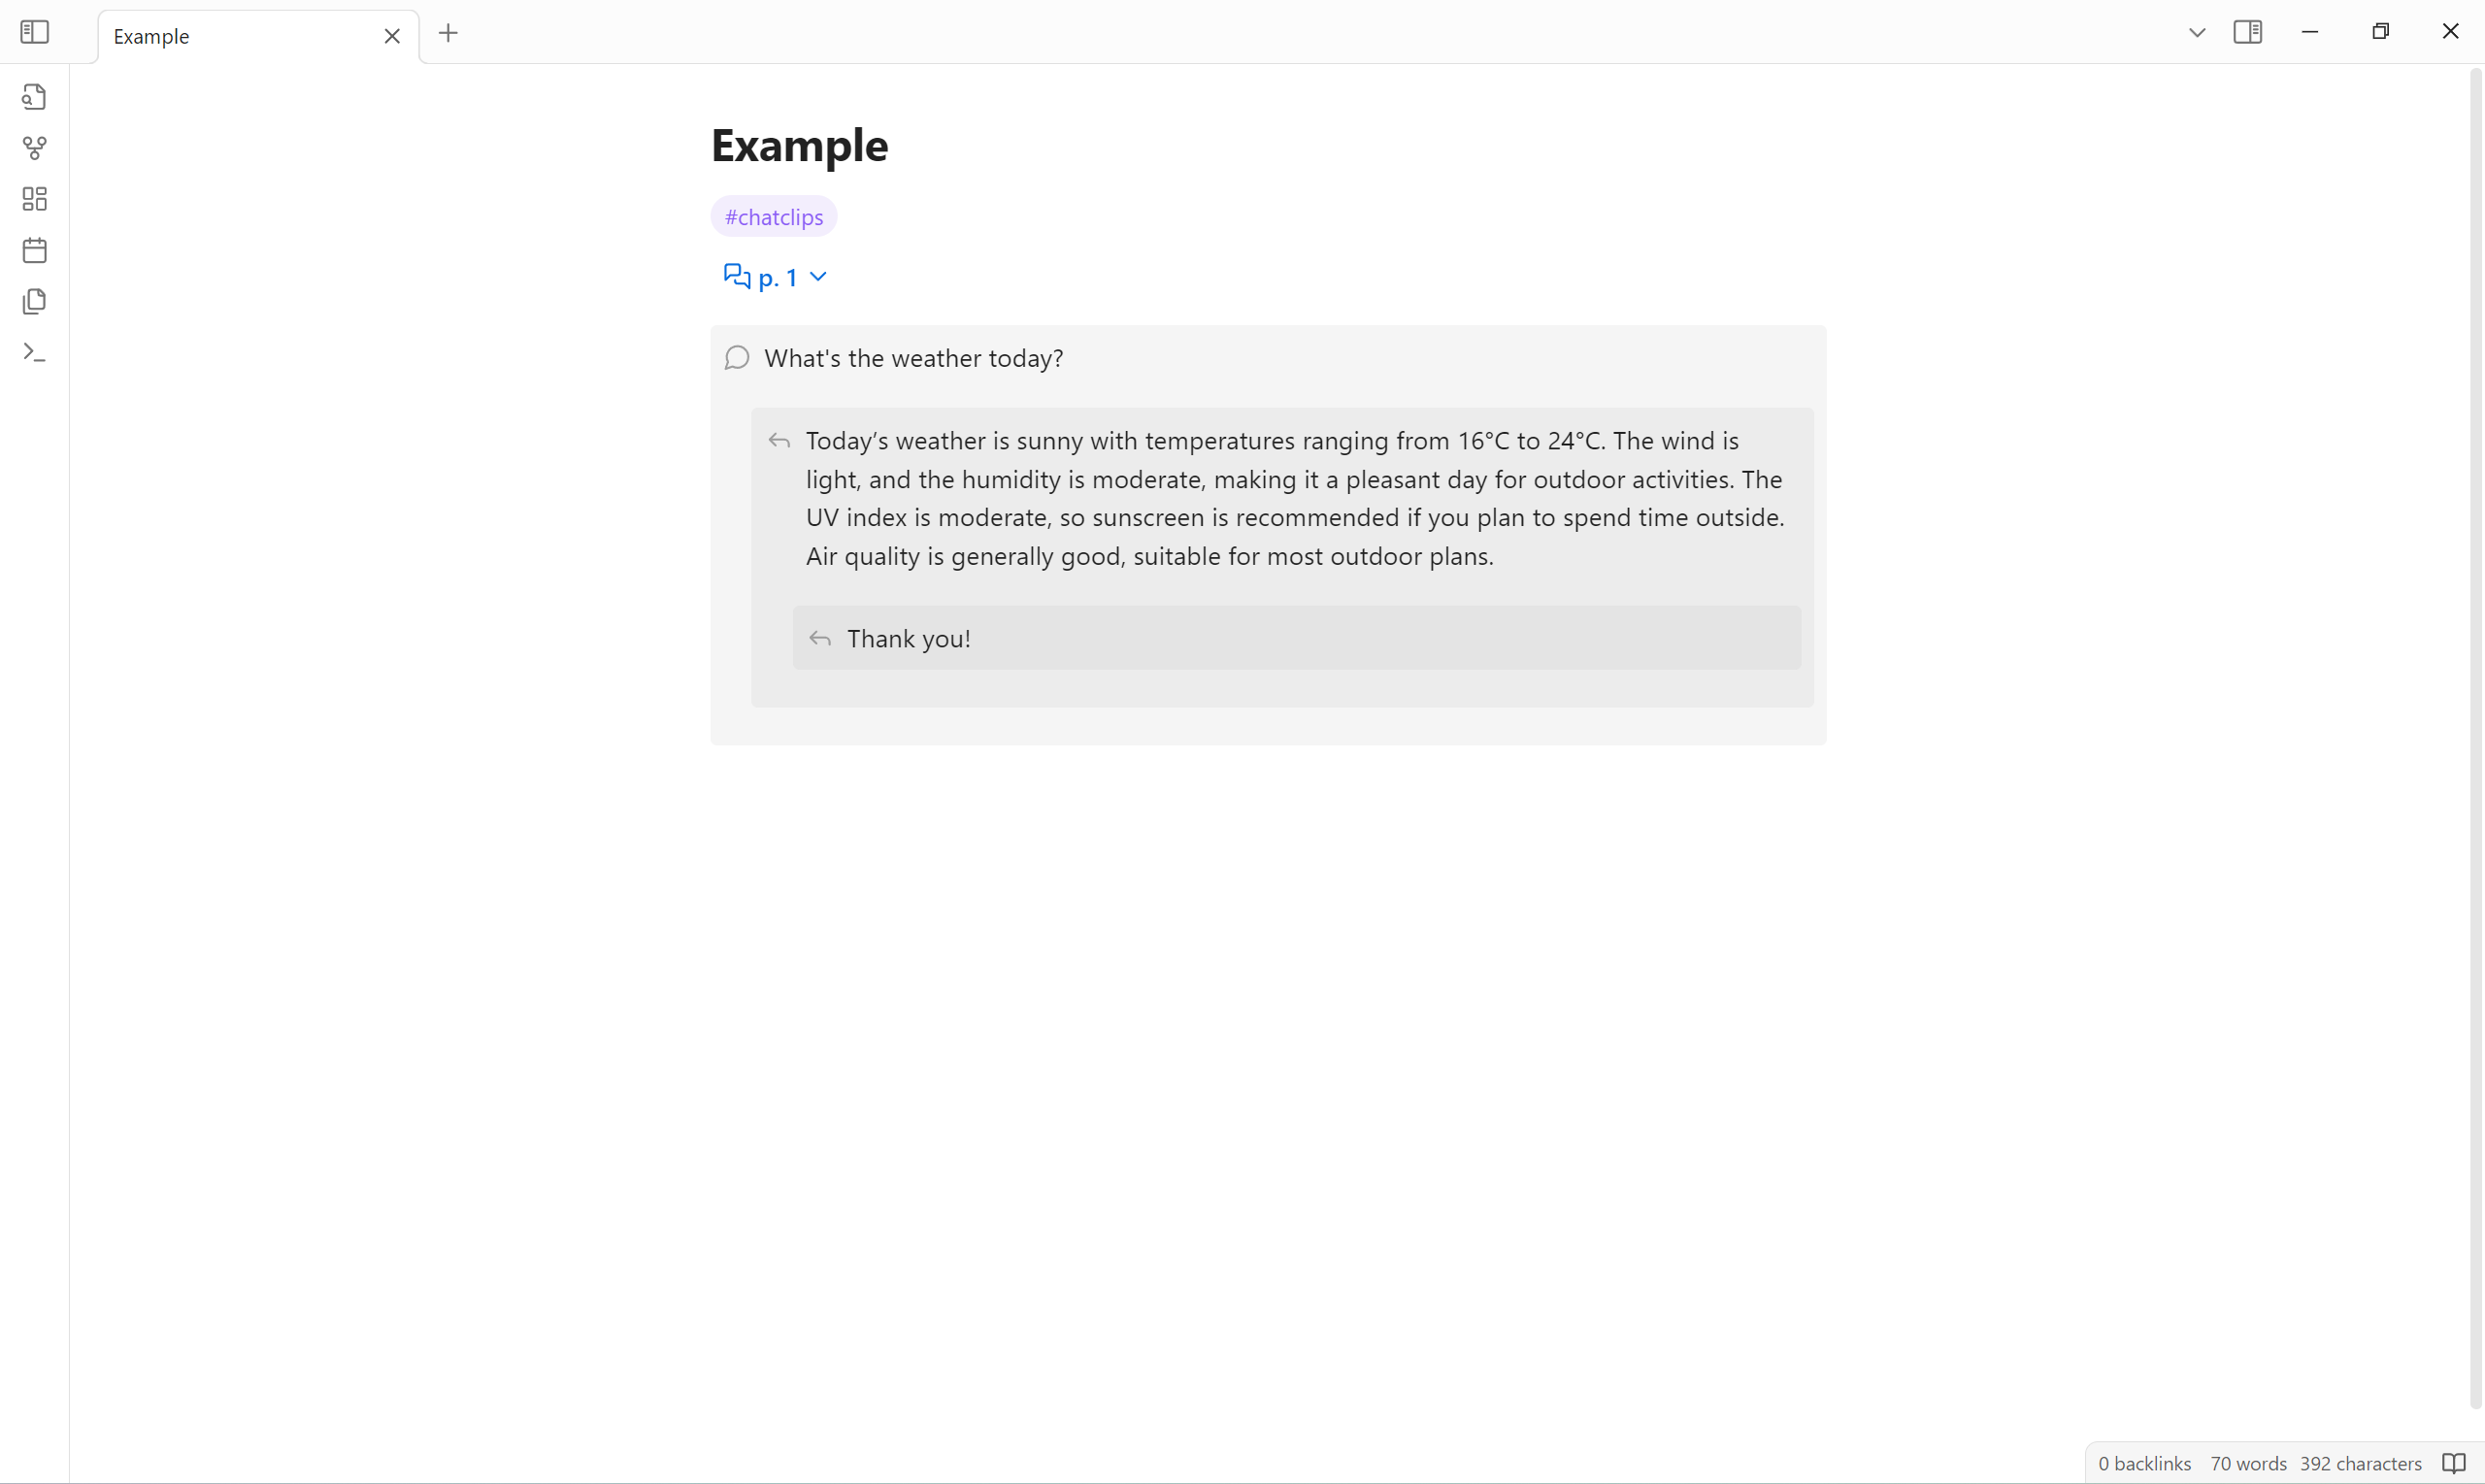 Example
Example
#chatclips
p. 1
What's the weather today?
Today’s weather is sunny with temperatures ranging from 16°C to 24°C. The wind is
light, and the humidity is moderate, making it a pleasant day for outdoor activities. The
UV index is moderate, so sunscreen is recommended if you plan to spend time outside.
Air quality is generally good, suitable for most outdoor plans.
Thank you!
0 backlinks 70 words 392 characters